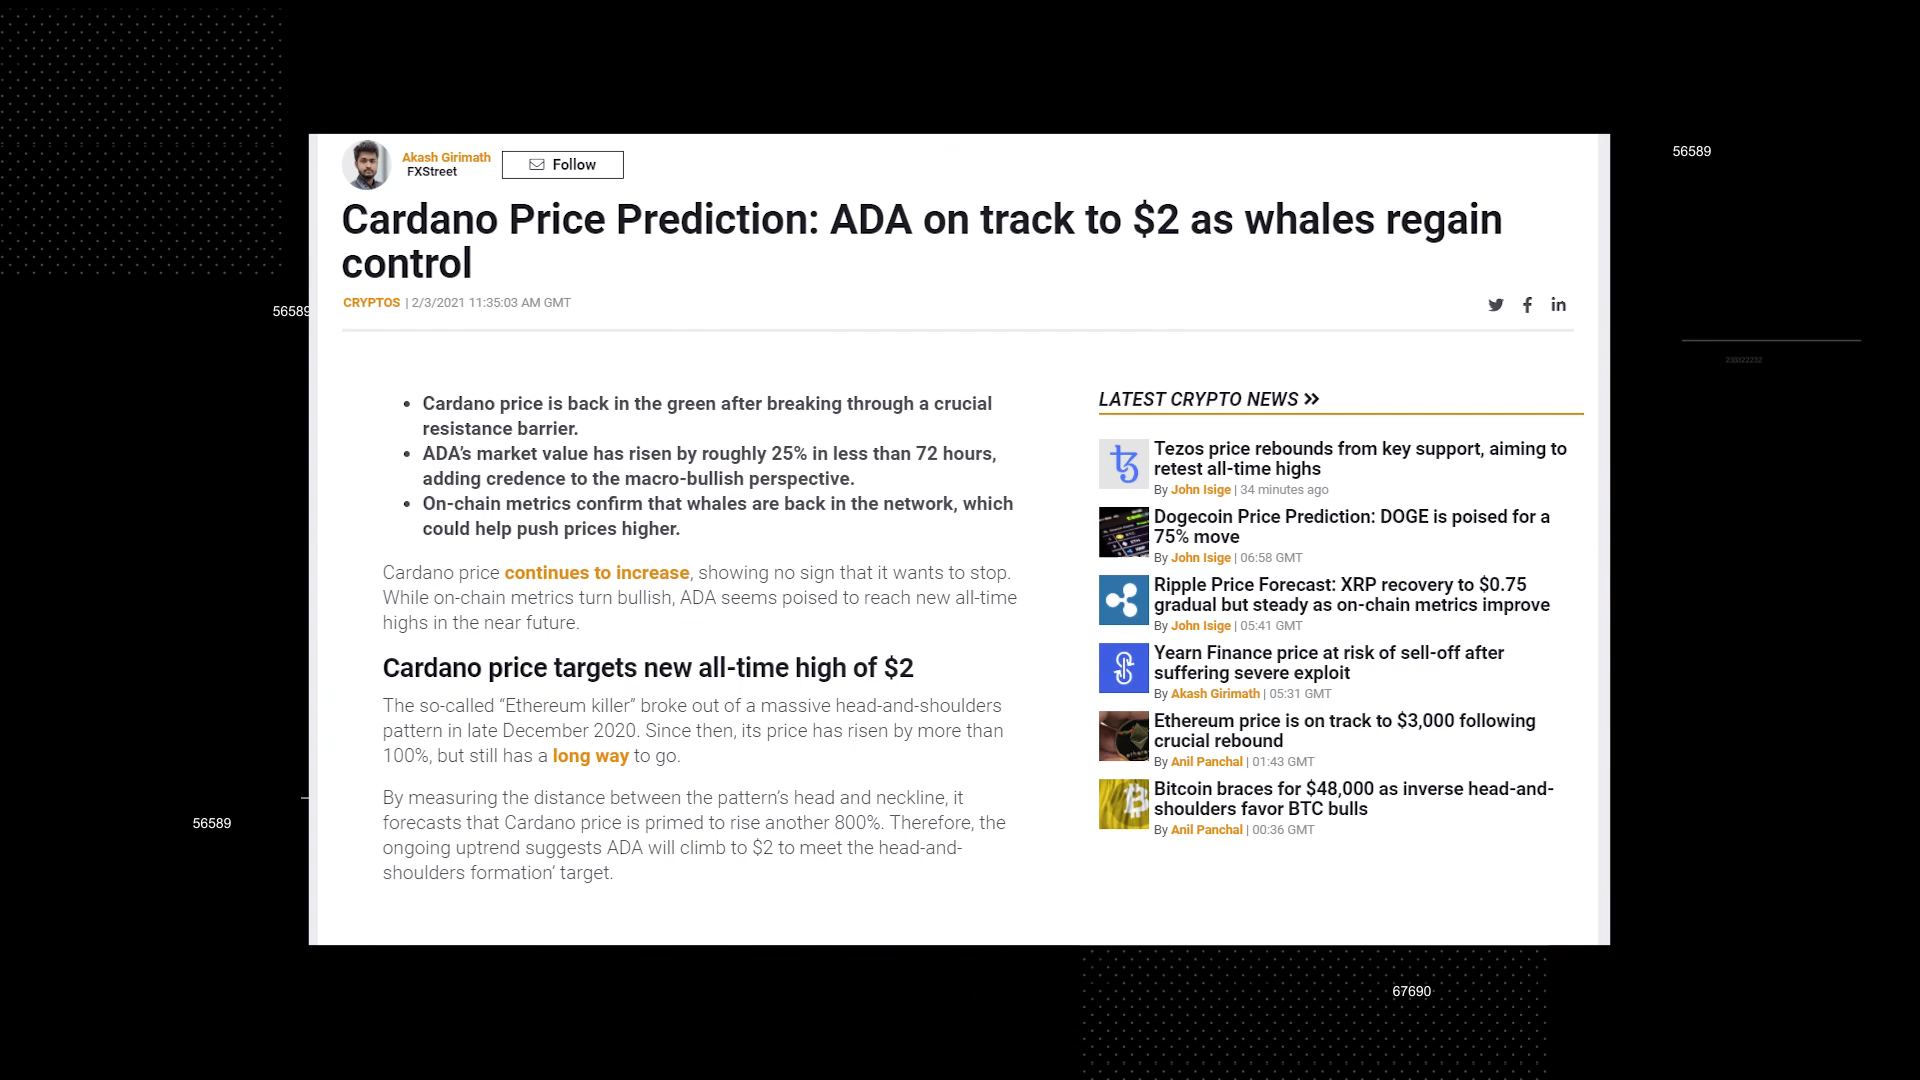 56589
56589
Akash Girimath
FXStreet
Follow
Cardano Price Prediction: ADA on track to $2 as whales regain
control
CRYPTOS | 2/3/2021 11:35:03 AM GMT
• Cardano price is back in the green after breaking through a crucial
resistance barrier.
• ADA’s market value has risen by roughly 25% in less than 72 hours,
adding credence to the macro-bullish perspective.
• On-chain metrics confirm that whales are back in the network, which
could help push prices higher.
Cardano price continues to increase, showing no sign that it wants to stop.
While on-chain metrics turn bullish, ADA seems poised to reach new all-time
highs in the near future.
Cardano price targets new all-time high of $2
The so-called “Ethereum killer” broke out of a massive head-and-shoulders
pattern in late December 2020. Since then, its price has risen by more than
100%, but still has a long way to go.
By measuring the distance between the pattern’s head and neckline, it
forecasts that Cardano price is primed to rise another 800%. Therefore, the
ongoing uptrend suggests ADA will climb to $2 to meet the head-and-
shoulders formation’ target.
LATEST CRYPTO NEWS >>
Tezos price rebounds from key support, aiming to
retest all-time highs
By John Isige | 34 minutes ago
Dogecoin Price Prediction: DOGE is poised for a
75% move
By John Isige | 06:58 GMT
Ripple Price Forecast: XRP recovery to $0.75
gradual but steady as on-chain metrics improve
By John Isige | 05:41 GMT
Yearn Finance price at risk of sell-off after
suffering severe exploit
By Akash Girimath | 05:31 GMT
Ethereum price is on track to $3,000 following
crucial rebound
By Anil Panchal | 01:43 GMT
Bitcoin braces for $48,000 as inverse head-and-
shoulders favor BTC bulls
By Anil Panchal | 00:36 GMT
56589
67690